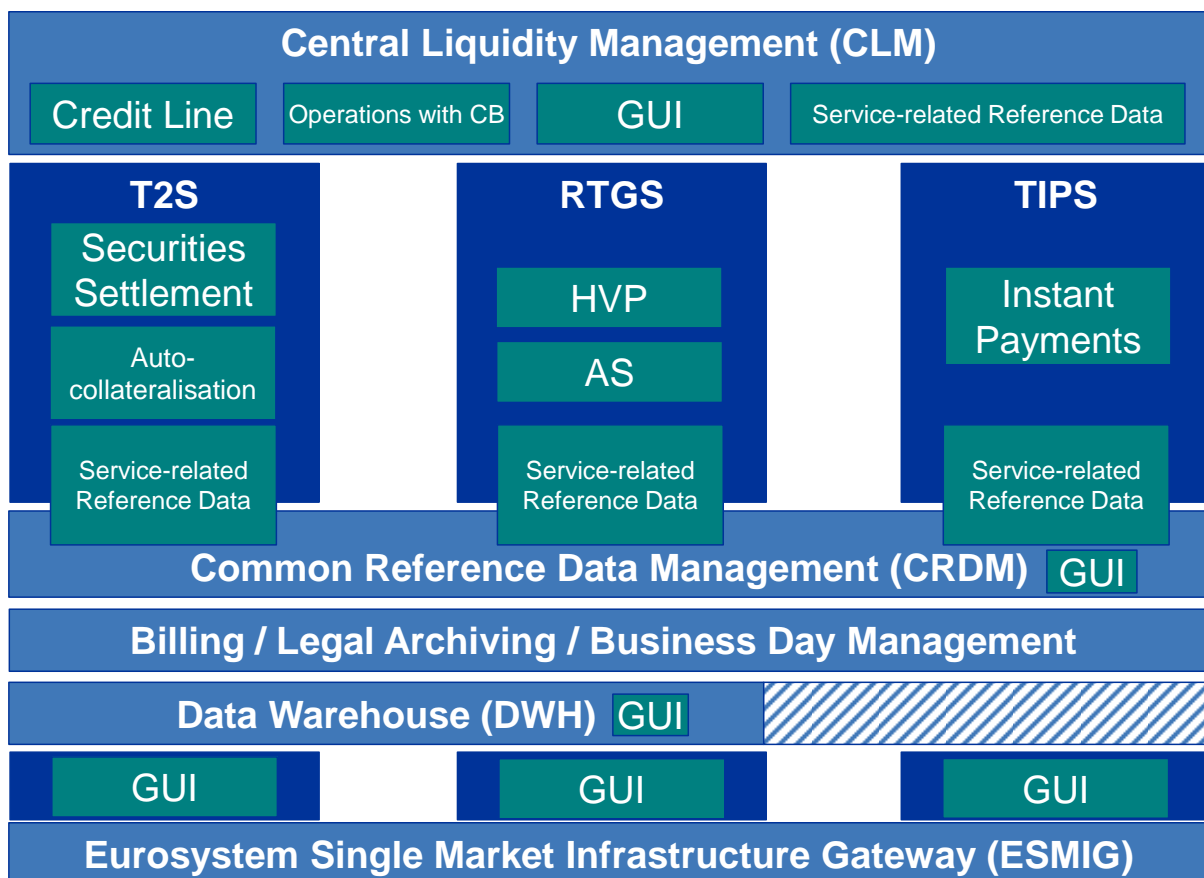 Central Liquidity Management (CLM)
Credit Line
Operations with CB
GUI
Service-related Reference Data
T2S
Securities
Settlement
Auto-
collateralisation
Service-related
Reference Data
RTGS
HVP
AS
Service-related
Reference Data
TIPS
Instant
Payments
Service-related
Reference Data
Common Reference Data Management (CRDM)
GUI
Billing / Legal Archiving / Business Day Management
Data Warehouse (DWH)
GUI
GUI
GUI
GUI
Eurosystem Single Market Infrastructure Gateway (ESMIG)